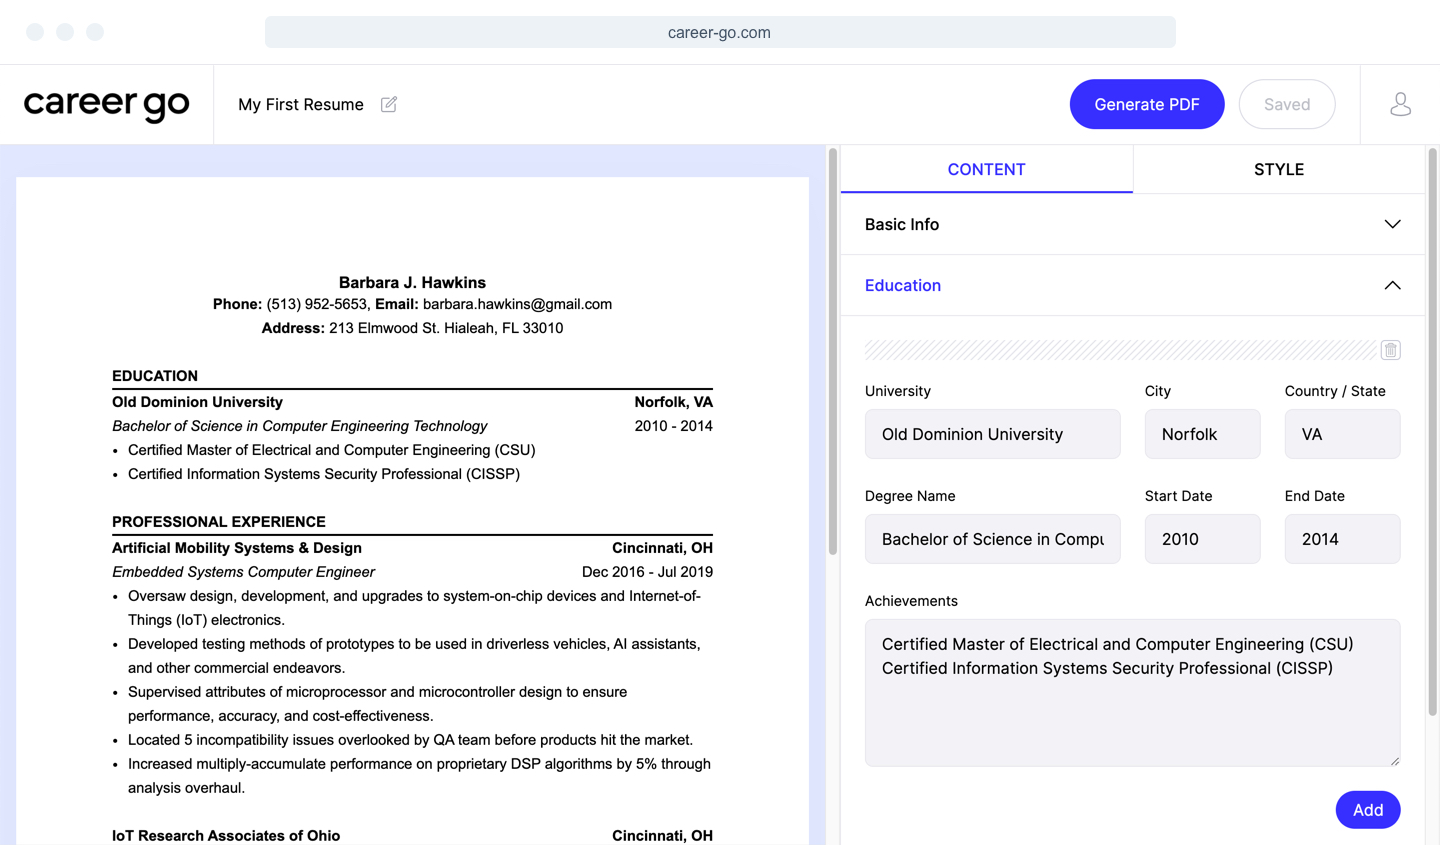 career-go.com
career go
My First Resume
Generate PDF
Saved
Barbara J. Hawkins
Phone: (513) 952-5653, Email: barbara.hawkins@gmail.com
Address: 213 Elmwood St. Hialeah, FL 33010
EDUCATION
Old Dominion University Norfolk, VA
Bachelor of Science in Computer Engineering Technology 2010 - 2014
• Certified Master of Electrical and Computer Engineering (CSU)
• Certified Information Systems Security Professional (CISSP)
PROFESSIONAL EXPERIENCE
Artificial Mobility Systems & Design Cincinnati, OH
Embedded Systems Computer Engineer Dec 2016 - Jul 2019
• Oversaw design, development, and upgrades to system-on-chip devices and Internet-of-
Things (IoT) electronics.
• Developed testing methods of prototypes to be used in driverless vehicles, AI assistants,
and other commercial endeavors.
• Supervised attributes of microprocessor and microcontroller design to ensure
performance, accuracy, and cost-effectiveness.
• Located 5 incompatibility issues overlooked by QA team before products hit the market.
• Increased multiply-accumulate performance on proprietary DSP algorithms by 5% through
analysis overhaul.
IoT Research Associates of Ohio Cincinnati, OH
CONTENT STYLE
Basic Info
Education
University City Country / State
Old Dominion University Norfolk VA
Degree Name Start Date End Date
Bachelor of Science in Compu 2010 2014
Achievements
Certified Master of Electrical and Computer Engineering (CSU)
Certified Information Systems Security Professional (CISSP)
Add